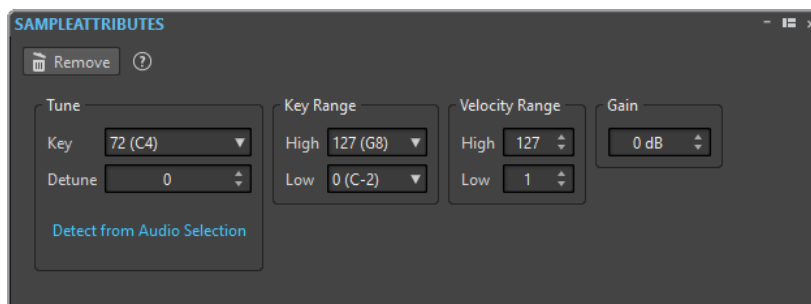 SAMPLEATTRIBUTES
Remove ?
Tune
Key 72 (C4)
Detune 0
Detect from Audio Selection
Key Range
High 127 (G8)
Low 0 (C-2)
Velocity Range
High 127
Low 1
Gain
0 dB